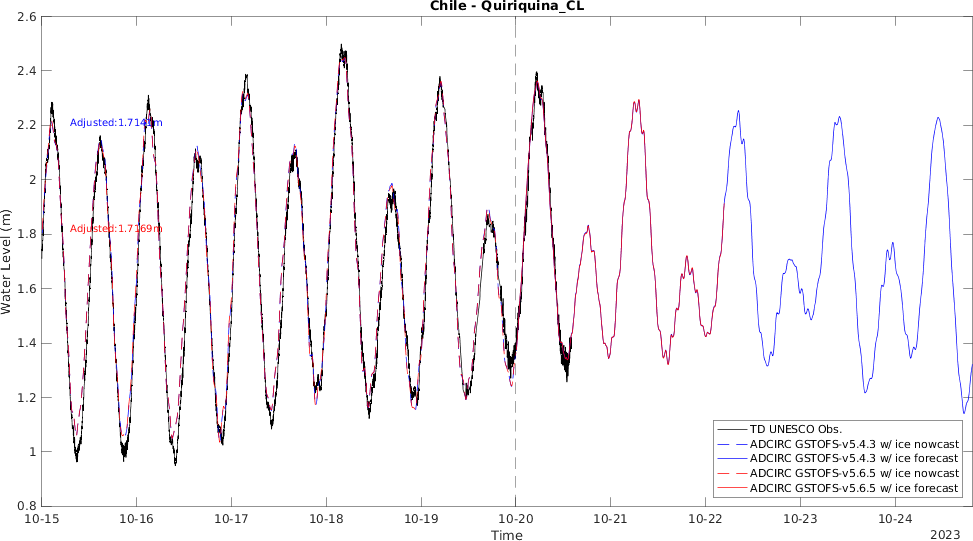 Chile - Quiriquina_CL
2.6
2.4
2.2
2
1.8
1.6
1.4
1.2
1
0.8
Water Level (m)
Adjusted:1.7141m
Adjusted:1.7169m
TD UNESCO Obs.
ADCIRC GSTOFS-v5.4.3 w/ ice nowcast
ADCIRC GSTOFS-v5.4.3 w/ ice forecast
ADCIRC GSTOFS-v5.6.5 w/ ice nowcast
ADCIRC GSTOFS-v5.6.5 w/ ice forecast
10-15 10-16 10-17 10-18 10-19 10-20 10-21 10-22 10-23 10-24
Time
2023